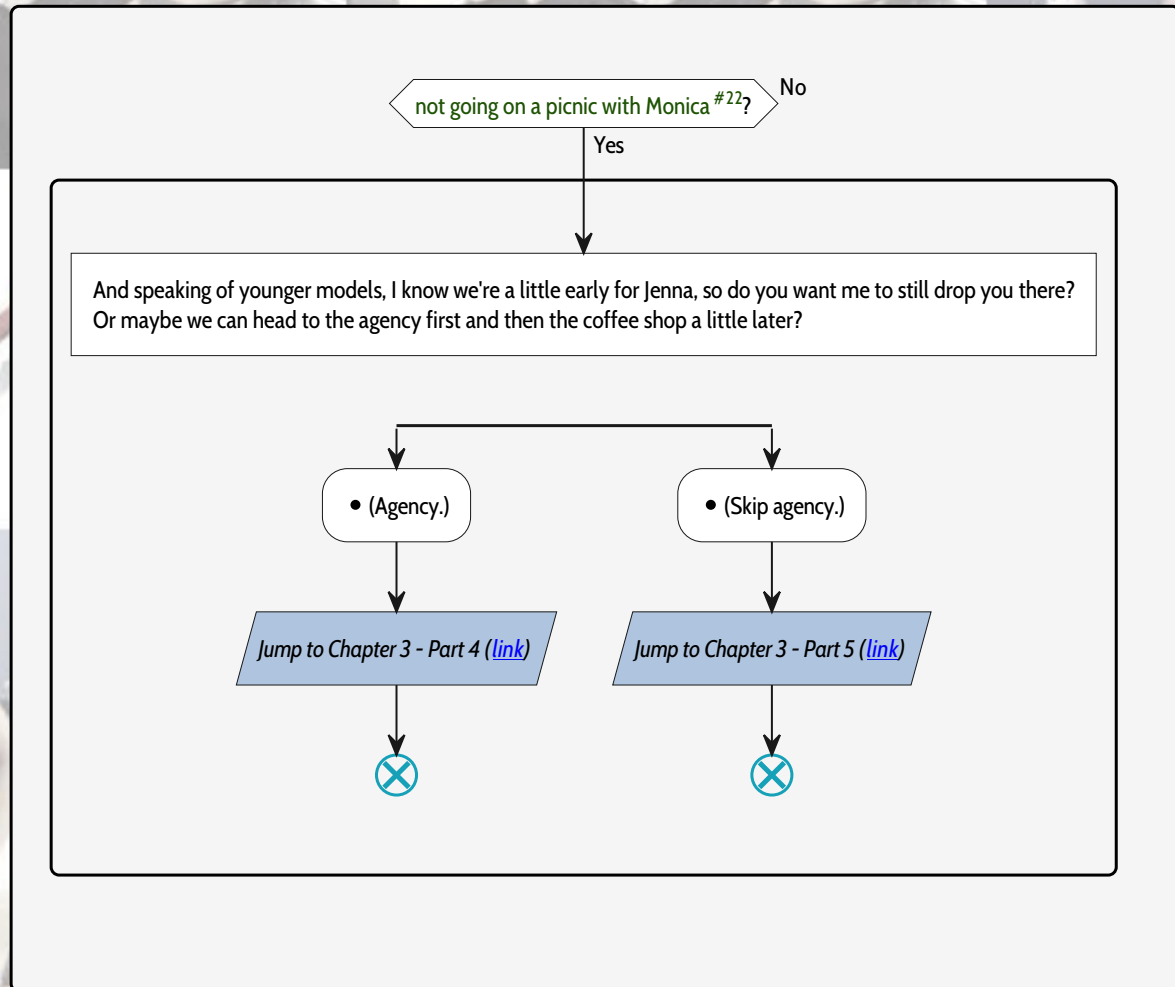 not going on a picnic with Monica #22?
No
Yes
And speaking of younger models, I know we're a little early for Jenna, so do you want me to still drop you there?
Or maybe we can head to the agency first and then the coffee shop a little later?
• (Agency.)
• (Skip agency.)
Jump to Chapter 3 - Part 4 (link)
Jump to Chapter 3 - Part 5 (link)